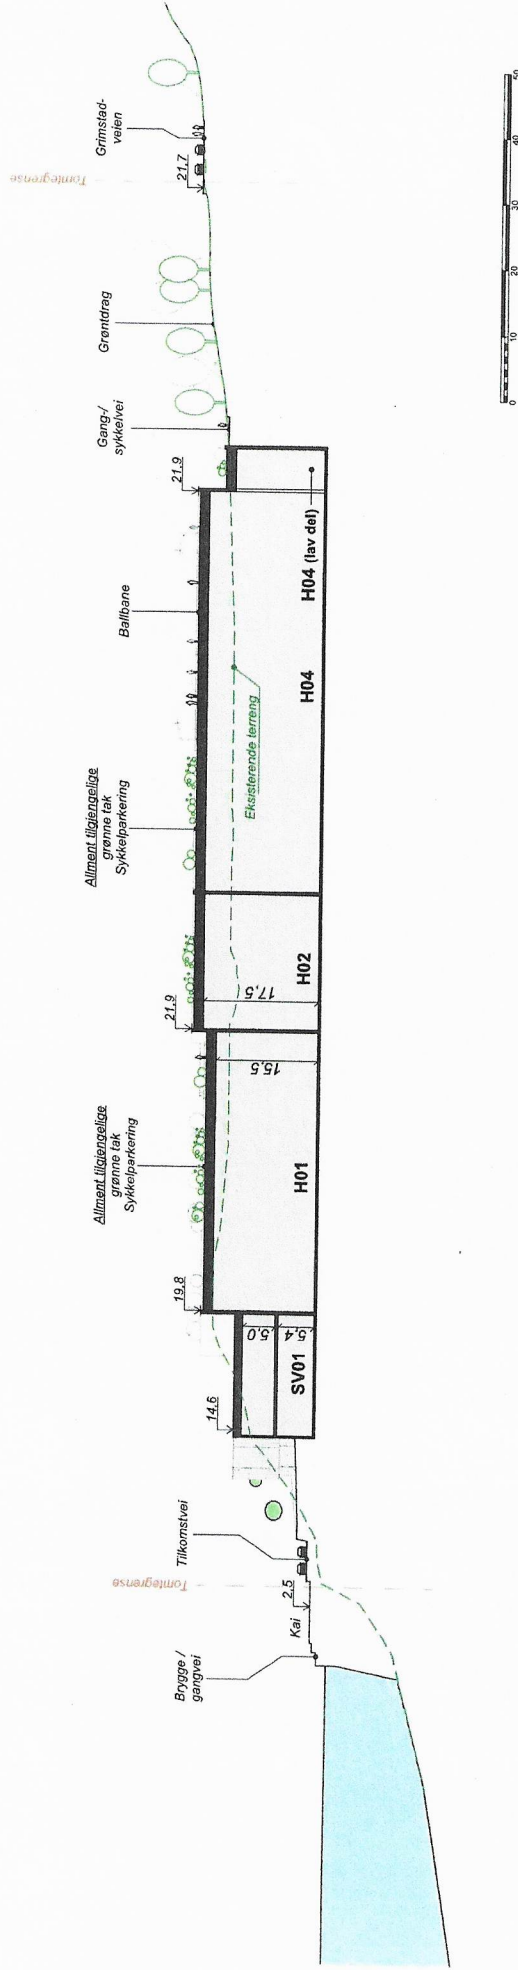 Brygge /
gangvei
Kai
2,5
Tomtegrense
Tilkomstvei
14,6
SV01
5,0
5,4
19,8
Allment tilgjengelige
grønne tak
Sykkelparkering
H01
15,5
21,9
H02
17,5
Allment tilgjengelige
grønne tak
Sykkelparkering
Eksisterende terreng
H04
Ballbane
H04 (lav del)
21,9
Gang-/
sykkelvei
Grøntdrag
Tomtegrense
21,7
Grimstad-
veien
0 10 20 30 40 50